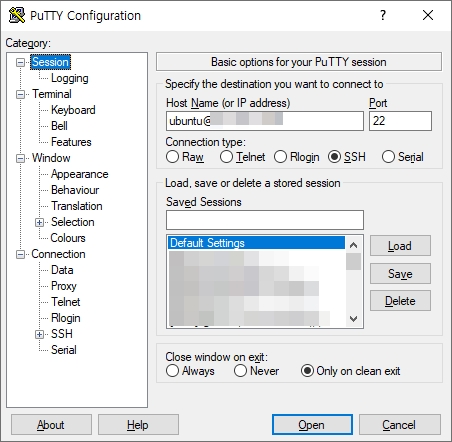 PuTTY Configuration
?
Category:
Session
Logging
Terminal
Keyboard
Bell
Features
Window
Appearance
Behaviour
Translation
Selection
Colours
Connection
Data
Proxy
Telnet
Rlogin
SSH
Serial
Basic options for your PuTTY session
Specify the destination you want to connect to
Host Name (or IP address) Port
ubuntu@ 22
Connection type:
Raw Telnet Rlogin SSH Serial
Load, save or delete a stored session
Saved Sessions
Default Settings
Load
Save
Delete
Close window on exit:
Always Never Only on clean exit
About Help Open Cancel